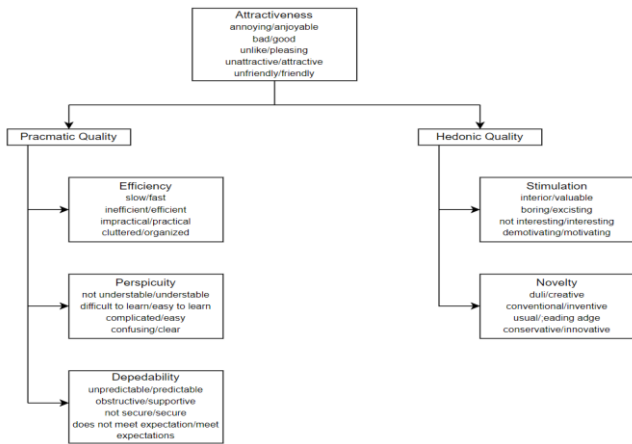 Attractiveness
annoying/anjoyable
bad/good
unlike/pleasing
unattractive/attractive
unfriendly/friendly
Pracmatic Quality
Hedonic Quality
Efficiency
slow/fast
inefficient/efficient
impractical/practical
cluttered/organized
Stimulation
interior/valuable
boring/excisting
not interesting/interesting
demotivating/motivating
Perspicuity
not understable/understable
difficult to learn/easy to learn
complicated/easy
confusing/clear
Novelty
duli/creative
conventional/inventive
usual/;eading adge
conservative/innovative
Depedability
unpredictable/predictable
obstructive/supportive
not secure/secure
does not meet expectation/meet
expectations